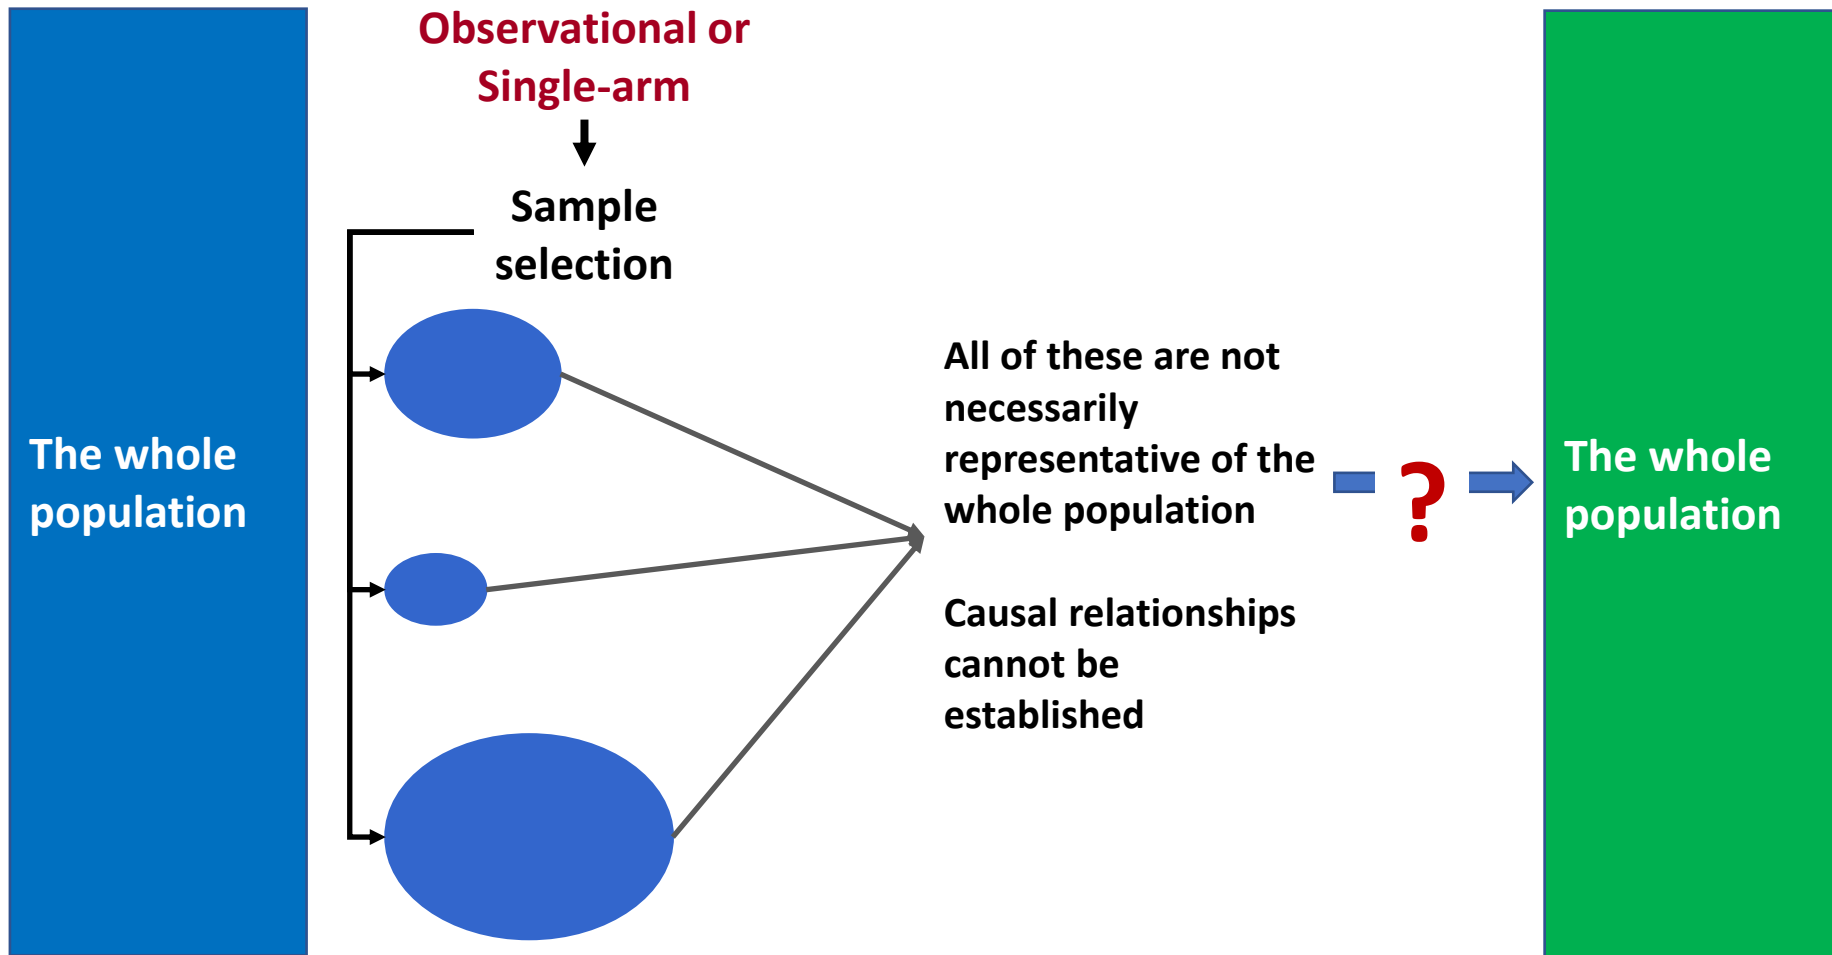 Observational or
Single-arm
Sample
selection
The whole
population
All of these are not
necessarily
representative of the
whole population
?
Causal relationships
cannot be
established
The whole
population